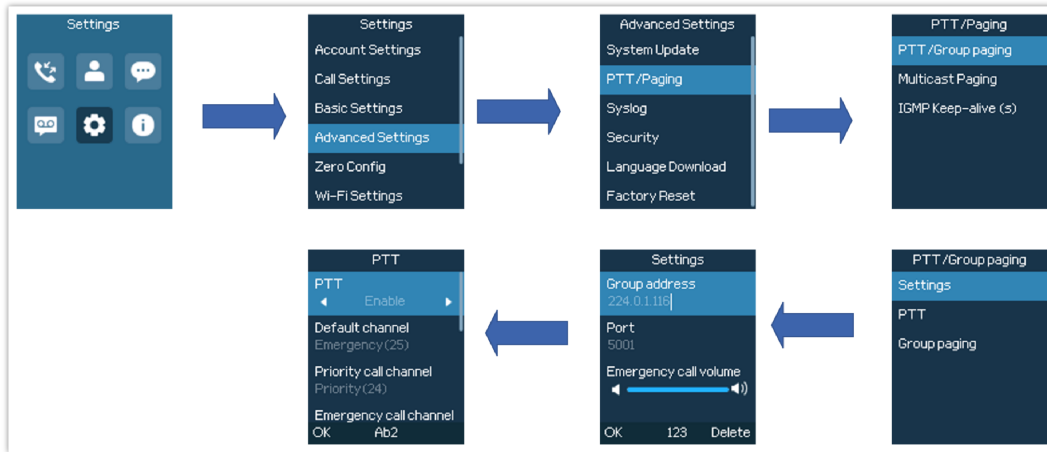 Settings
Settings
Account Settings
Call Settings
Basic Settings
Advanced Settings
Zero Config
Wi-Fi Settings
Advanced Settings
System Update
PTT/Paging
Syslog
Security
Language Download
Factory Reset
PTT/Paging
PTT/Group paging
Multicast Paging
IGMP Keep-alive (s)
PTT
PTT
Enable
Default channel
Emergency(25)
Priority call channel
Priority(24)
Emergency call channel
OK Ab2
Settings
Group address
224.0.1.116
Port
5001
Emergency call volume
OK 123 Delete
PTT/Group paging
Settings
PTT
Group paging